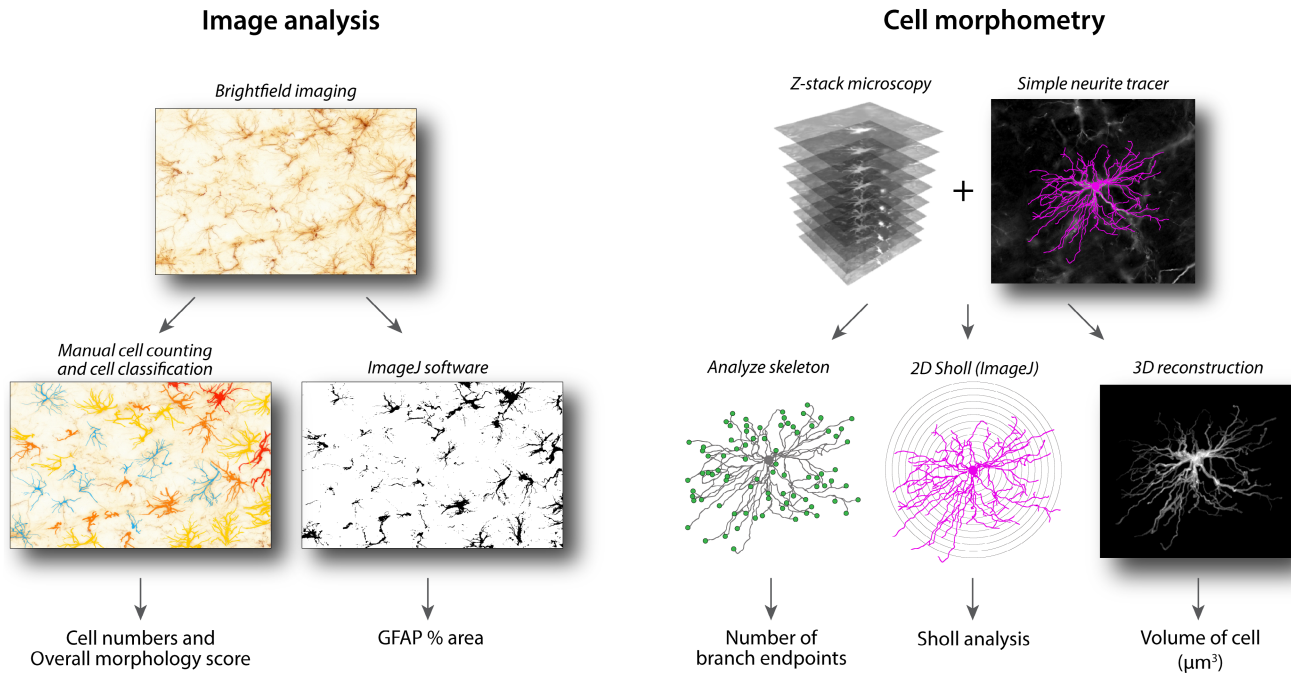 Image analysis
Cell morphometry
Brightfield imaging
Z-stack microscopy
Simple neurite tracer
+
Manual cell counting
and cell classification
ImageJ software
Analyze skeleton
2D Sholl (ImageJ)
3D reconstruction
Cell numbers and
Overall morphology score
GFAP % area
Number of
branch endpoints
Sholl analysis
Volume of cell
(μm³)